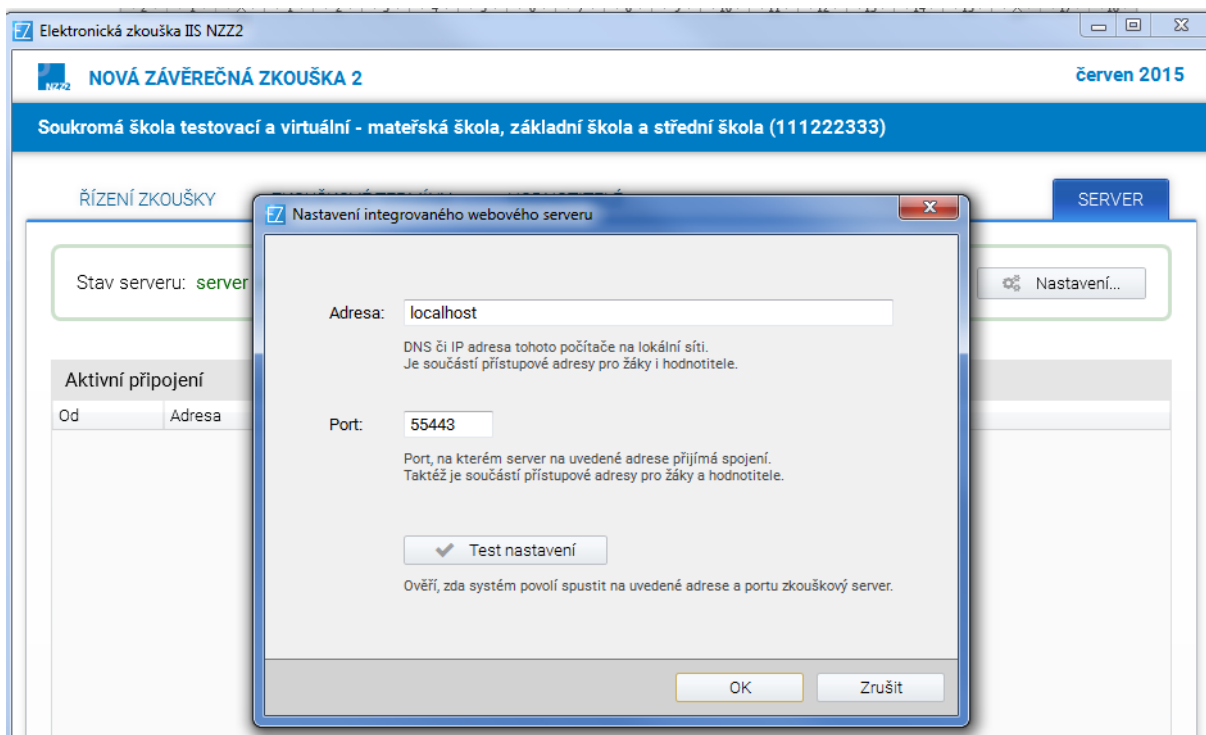 Elektronická zkouška IIS NZZ2
NZZ2
NOVÁ ZÁVĚREČNÁ ZKOUŠKA 2
červen 2015
Soukromá škola testovací a virtuální - mateřská škola, základní škola a střední škola (111222333)
ŘÍZENÍ ZKOUŠKY
SERVER
Nastavení integrovaného webového serveru
Stav serveru: server
Nastavení...
Adresa: localhost
DNS či IP adresa tohoto počítače na lokální síti.
Je součástí přístupové adresy pro žáky i hodnotitele.
Aktivní připojení
Od Adresa
Port: 55443
Port, na kterém server na uvedené adrese přijímá spojení.
Taktéž je součástí přístupové adresy pro žáky a hodnotitele.
Test nastavení
Ověří, zda systém povolí spustit na uvedené adrese a portu zkouškový server.
OK Zrušit